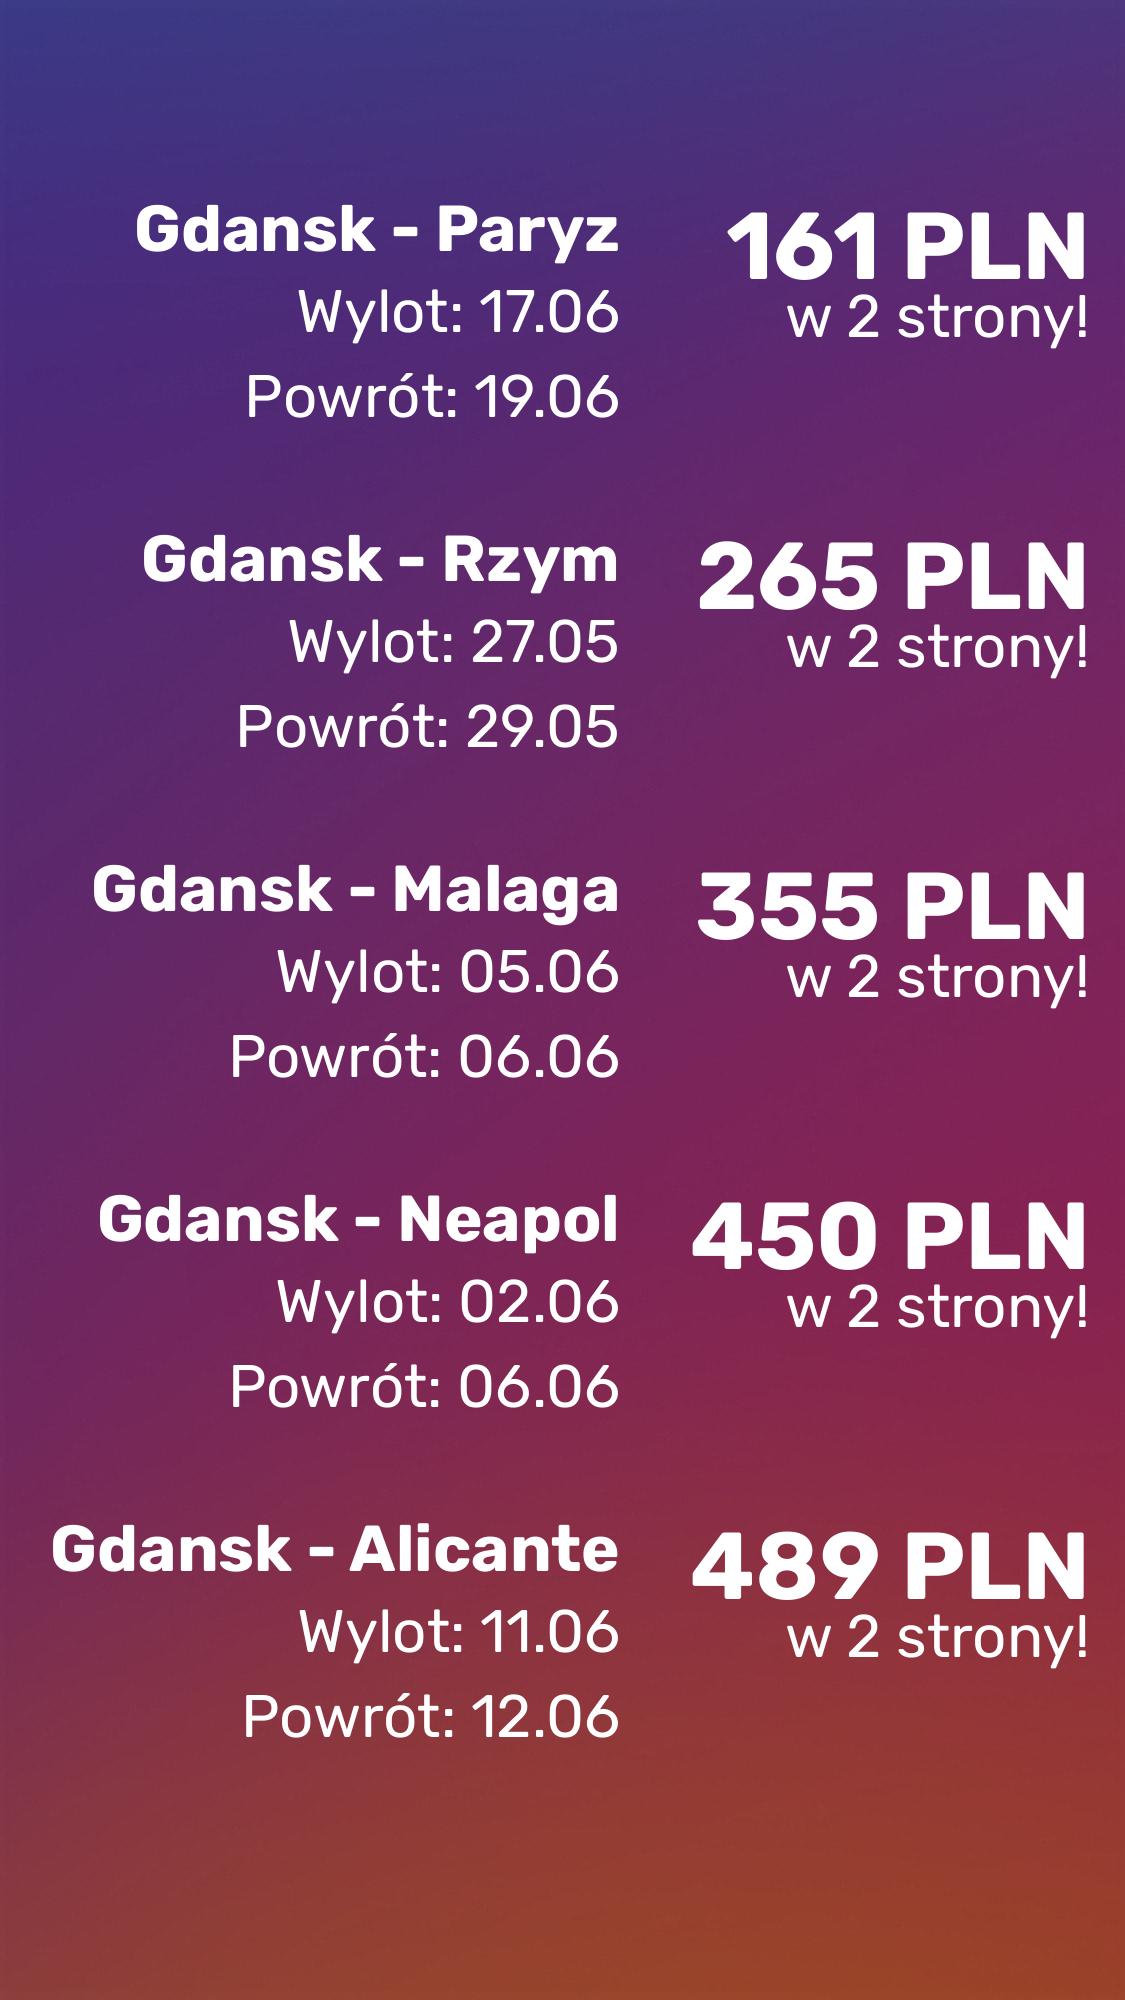 Gdansk - Paryz
161 PLN
Wylot: 17.06
w 2 strony!
Powrót: 19.06
Gdansk - Rzym
265 PLN
Wylot: 27.05
w 2 strony!
Powrót: 29.05
Gdansk - Malaga
355 PLN
Wylot: 05.06
w 2 strony!
Powrót: 06.06
Gdansk - Neapol
450 PLN
Wylot: 02.06
w 2 strony!
Powrót: 06.06
Gdansk - Alicante
489 PLN
Wylot: 11.06
w 2 strony!
Powrót: 12.06